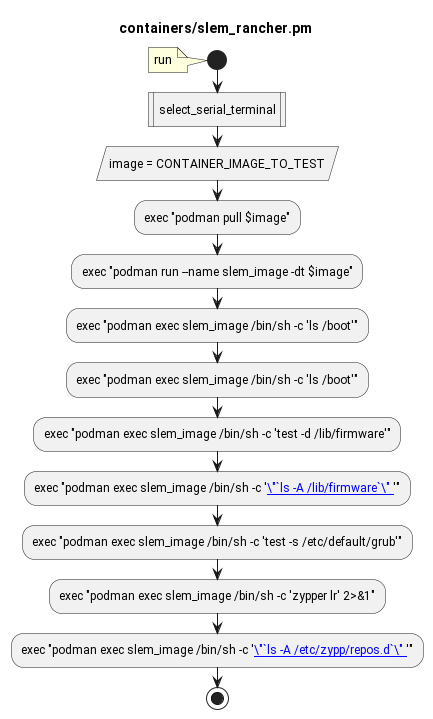 containers/slem_rancher.pm
run
select_serial_terminal
image = CONTAINER_IMAGE_TO_TEST
exec "podman pull $image"
exec "podman run --name slem_image -dt $image"
exec "podman exec slem_image /bin/sh -c 'ls /boot'"
exec "podman exec slem_image /bin/sh -c 'ls /boot'"
exec "podman exec slem_image /bin/sh -c 'test -d /lib/firmware'"
exec "podman exec slem_image /bin/sh -c '\"`ls -A /lib/firmware`\" '"
exec "podman exec slem_image /bin/sh -c 'test -s /etc/default/grub'"
exec "podman exec slem_image /bin/sh -c 'zypper lr' 2>&1"
exec "podman exec slem_image /bin/sh -c '\"`ls -A /etc/zypp/repos.d`\" '"